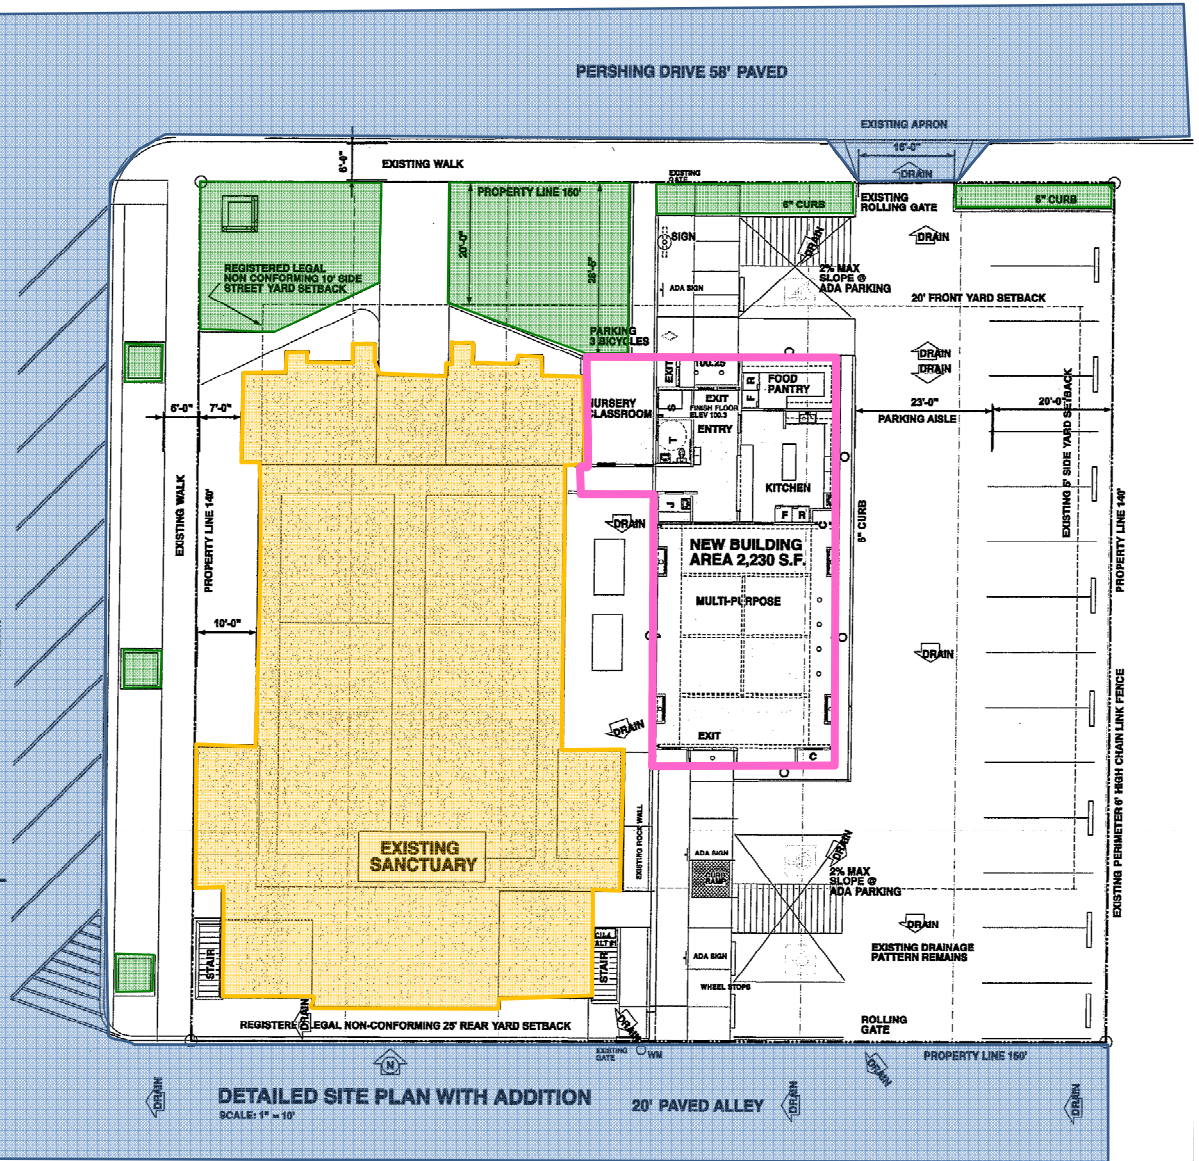 PERSHING DRIVE 56' PAVED
EXISTING APRON
16'-0"
DRAIN
6'-0"
EXISTING WALK
EXISTING
GATE
PROPERTY LINE 150'
6" CURB
EXISTING
ROLLING GATE
6" CURB
20'-0"
SIGN
DRAIN
DRAIN
REGISTERED LEGAL
NON CONFORMING 10' SIDE
STREET YARD SETBACK
ADA SIGN
2% MAX
SLOPE @
ADA PARKING
20' FRONT YARD SETBACK
PARKING
3 BICYCLES
DRAIN
DRAIN
EXIT
100.25
R
F
FOOD
PANTRY
6'-0"
7'-0"
NURSERY
CLASSROOM
S
EXIT
FINISH FLOOR
ELEV 100.3
ENTRY
23'-0"
PARKING AISLE
20'-0"
EXISTING 5' SIDE YARD SETBACK
T
KITCHEN
EXISTING WALK
PROPERTY LINE 140'
J
F R
C
6" CURB
PROPERTY LINE 140'
DRAIN
NEW BUILDING
AREA 2,230 S.F.
MULTI-PURPOSE
10'-0"
DRAIN
DRAIN
EXIT
C
EXISTING PERIMETER 6' HIGH CHAIN LINK FENCE
EXISTING ROCK WALL
EXISTING
SANCTUARY
ADA SIGN
CURB
RAMP
DRAIN
2% MAX
SLOPE @
ADA PARKING
DRAIN
STAIR
STAIR
ADA SIGN
EXISTING DRAINAGE
PATTERN REMAINS
WHEEL STOPS
DRAIN
REGISTERED LEGAL NON-CONFORMING 25' REAR YARD SETBACK
DRAIN
ROLLING
GATE
EXISTING
GATE
WM
PROPERTY LINE 150'
N
DRAIN
DRAIN
DETAILED SITE PLAN WITH ADDITION
SCALE: 1" = 10'
20' PAVED ALLEY
DRAIN
DRAIN